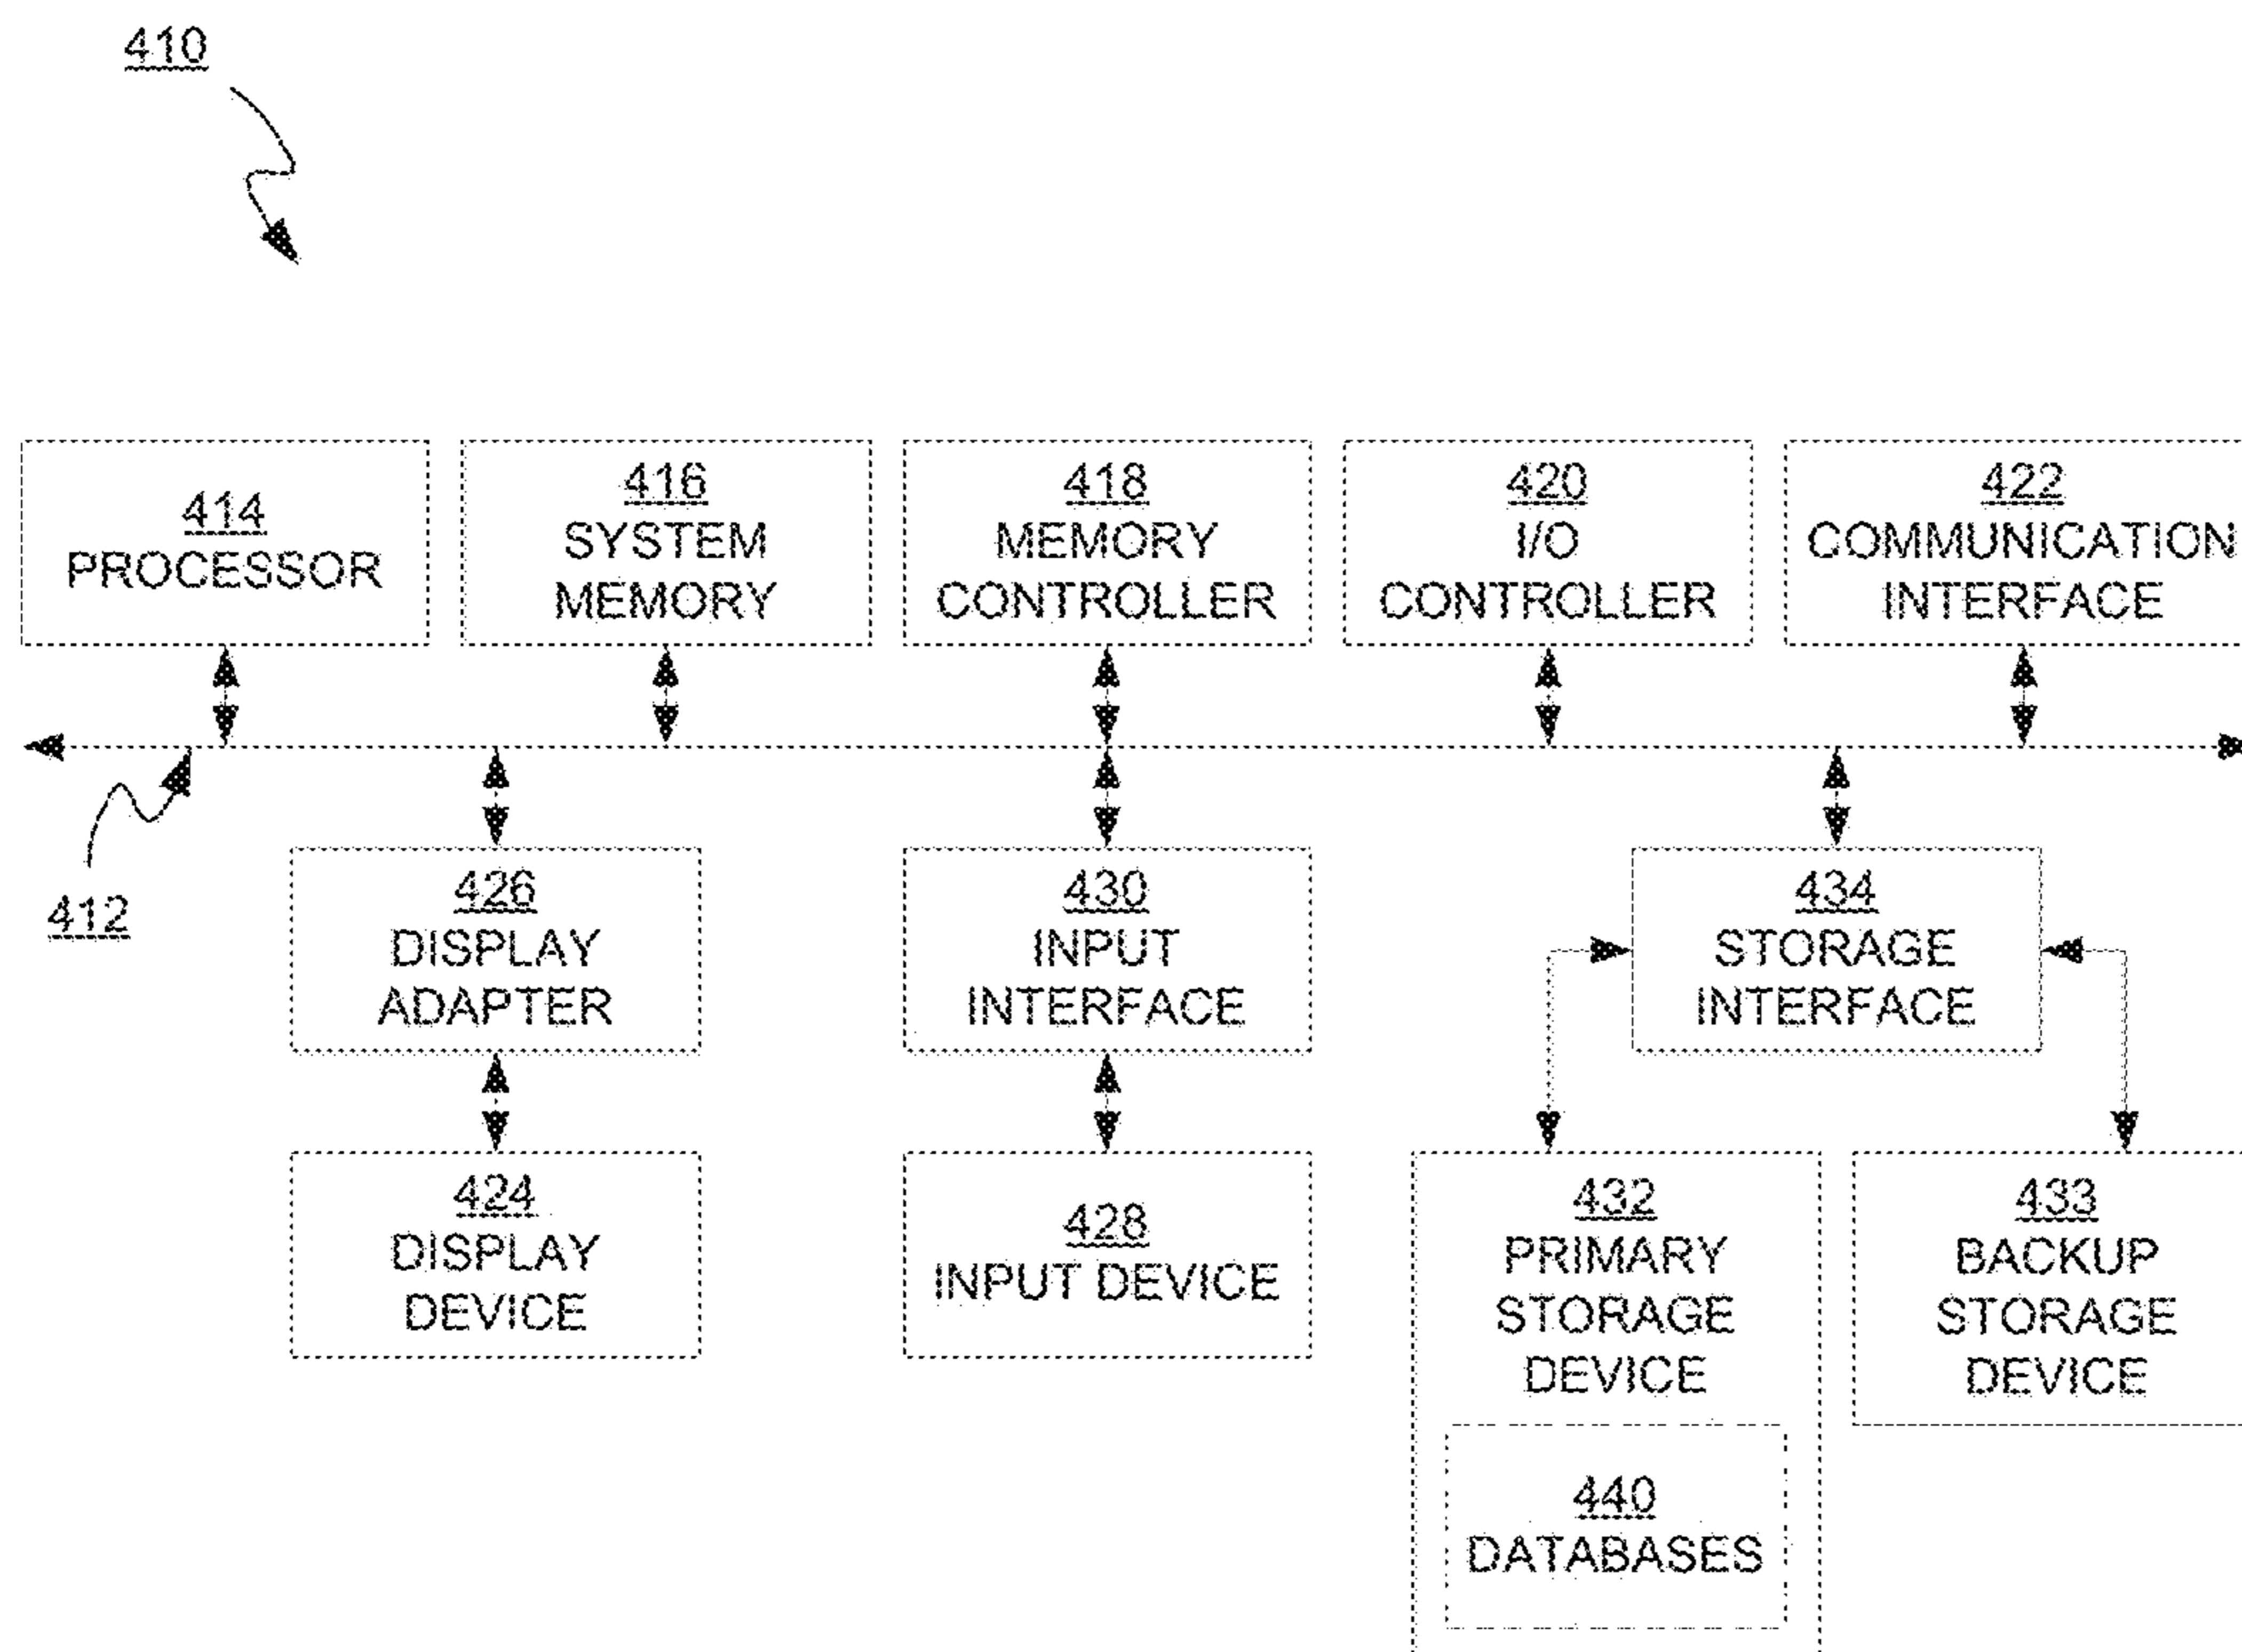 410
414
PROCESSOR
416
SYSTEM
MEMORY
418
MEMORY
CONTROLLER
420
I/O
CONTROLLER
422
COMMUNICATION
INTERFACE
412
426
DISPLAY
ADAPTER
430
INPUT
INTERFACE
434
STORAGE
INTERFACE
424
DISPLAY
DEVICE
428
INPUT DEVICE
432
PRIMARY
STORAGE
DEVICE
433
BACKUP
STORAGE
DEVICE
440
DATABASES